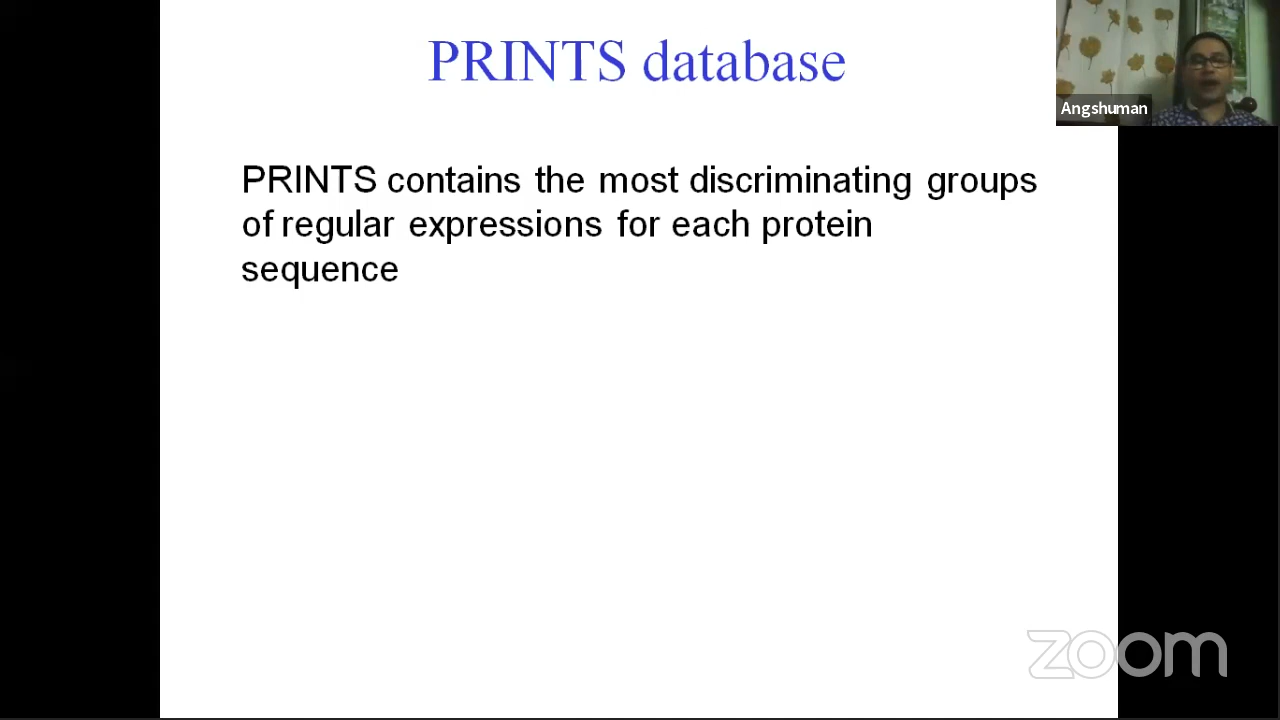 PRINTS database
Angshuman
PRINTS contains the most discriminating groups
of regular expressions for each protein
sequence
zoom